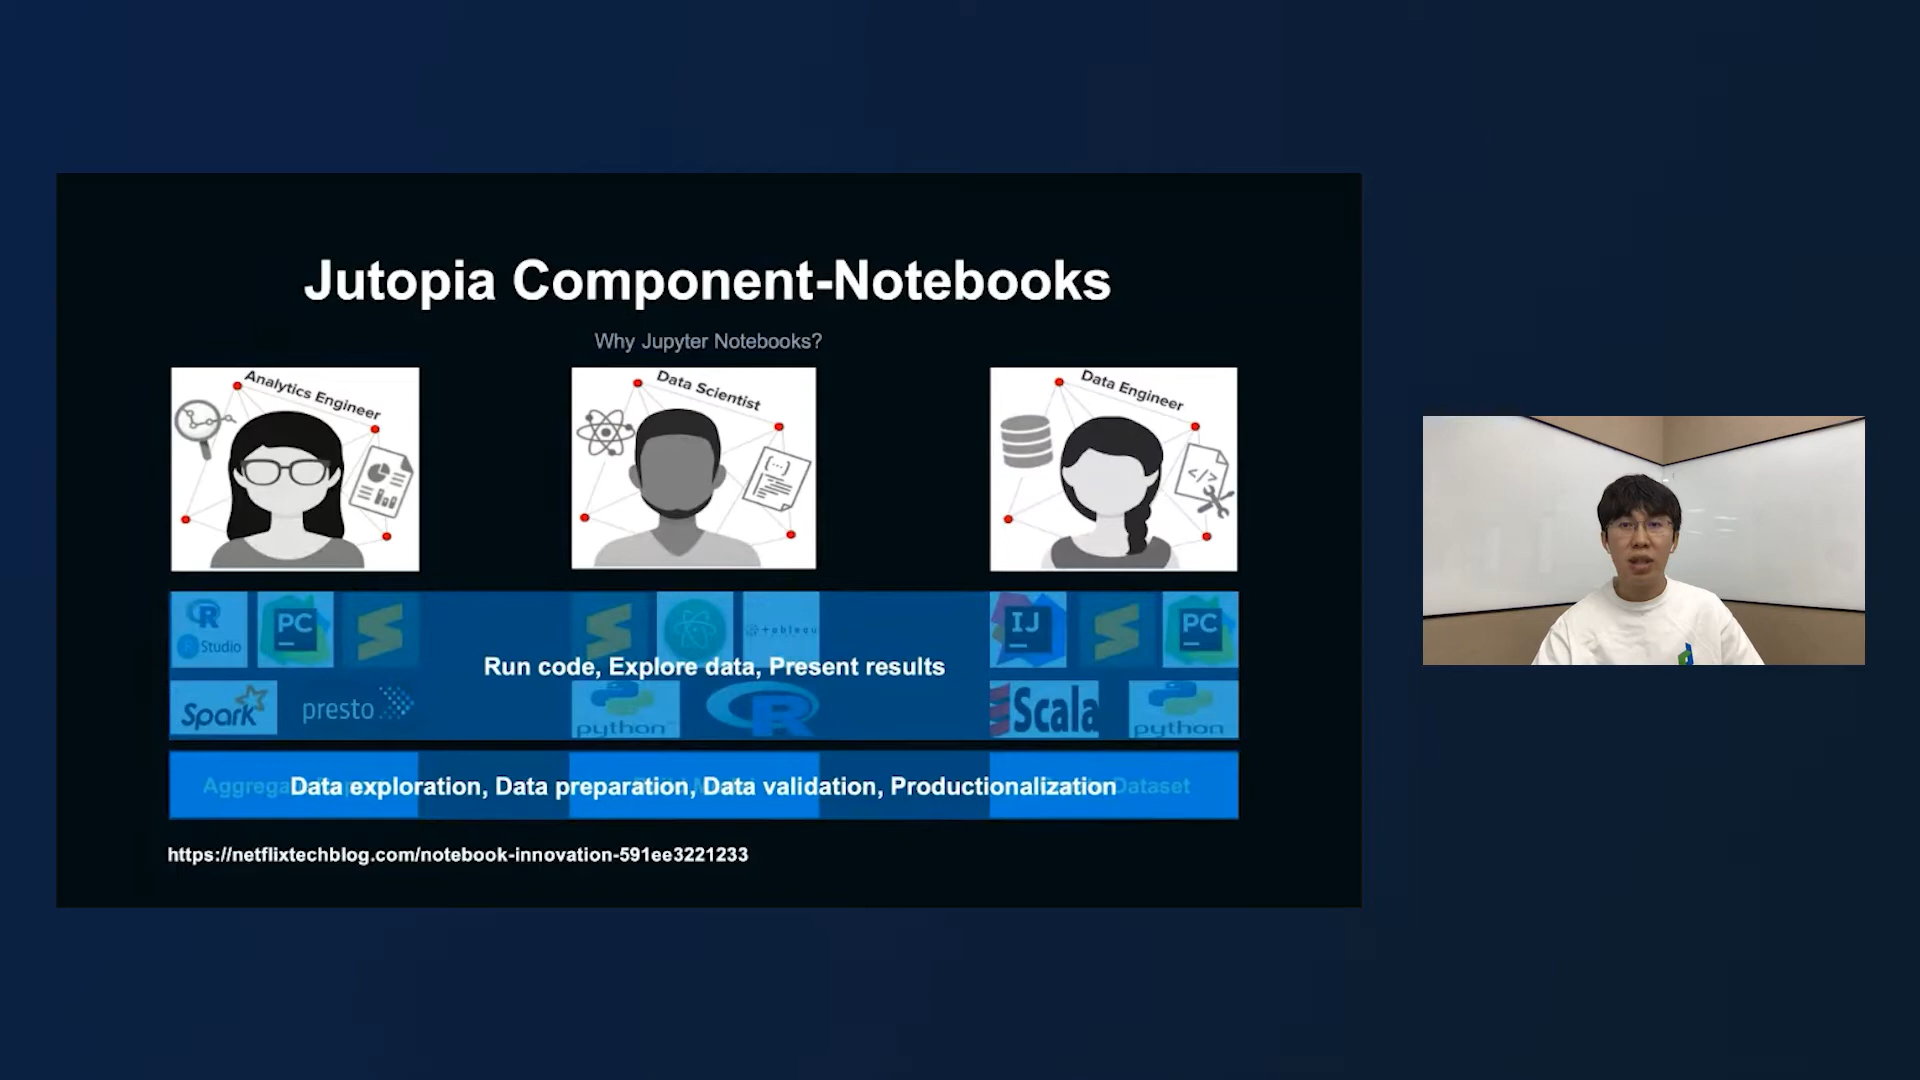 Jutopia Component-Notebooks
Why Jupyter Notebooks?
Analytics Engineer
Data Scientist
Data Engineer
R Studio
PC
tableau
IJ
PC
Run code, Explore data, Present results
Spark
presto
python
R
Scala
python
Data exploration, Data preparation, Data validation, Productionalization
Dataset
https://netflixtechblog.com/notebook-innovation-591ee3221233